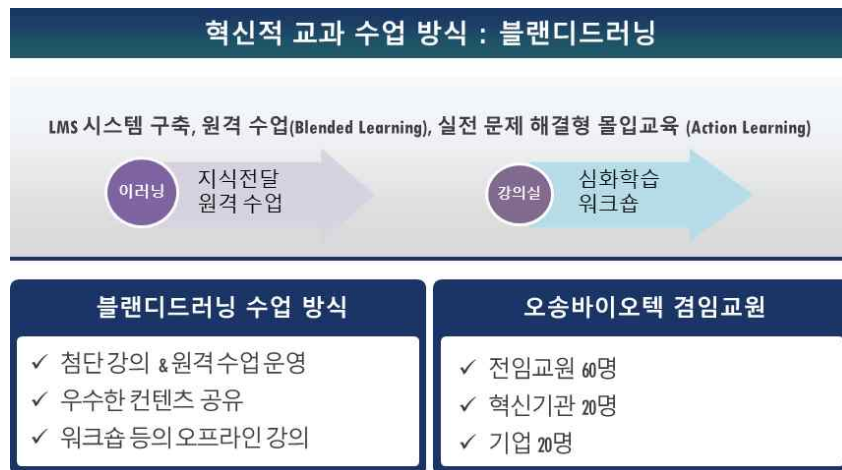 혁신적 교과 수업 방식 : 블랜디드러닝
LMS 시스템 구축, 원격 수업(Blended Learning), 실전 문제 해결형 몰입교육 (Action Learning)
이러닝
지식전달
원격 수업
강의실
심화학습
워크숍
블랜디드러닝 수업 방식
✓ 첨단 강의 & 원격 수업 운영
✓ 우수한 컨텐츠 공유
✓ 워크숍 등의 오프라인 강의
오송바이오텍 겸임교원
✓ 전임교원 60명
✓ 혁신기관 20명
✓ 기업 20명